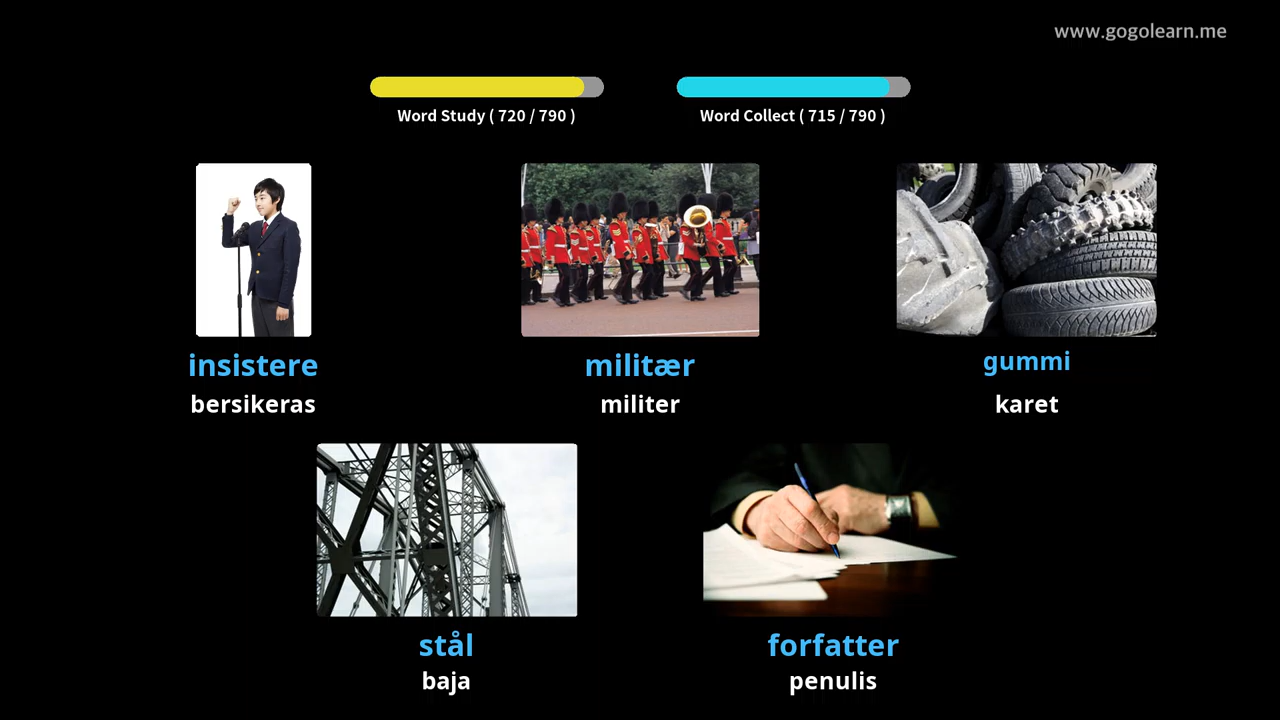 www.gogolearn.me
Word Study ( 720 / 790 )
Word Collect ( 715 / 790 )
insistere
bersikeras
militær
militer
gummi
karet
stål
baja
forfatter
penulis